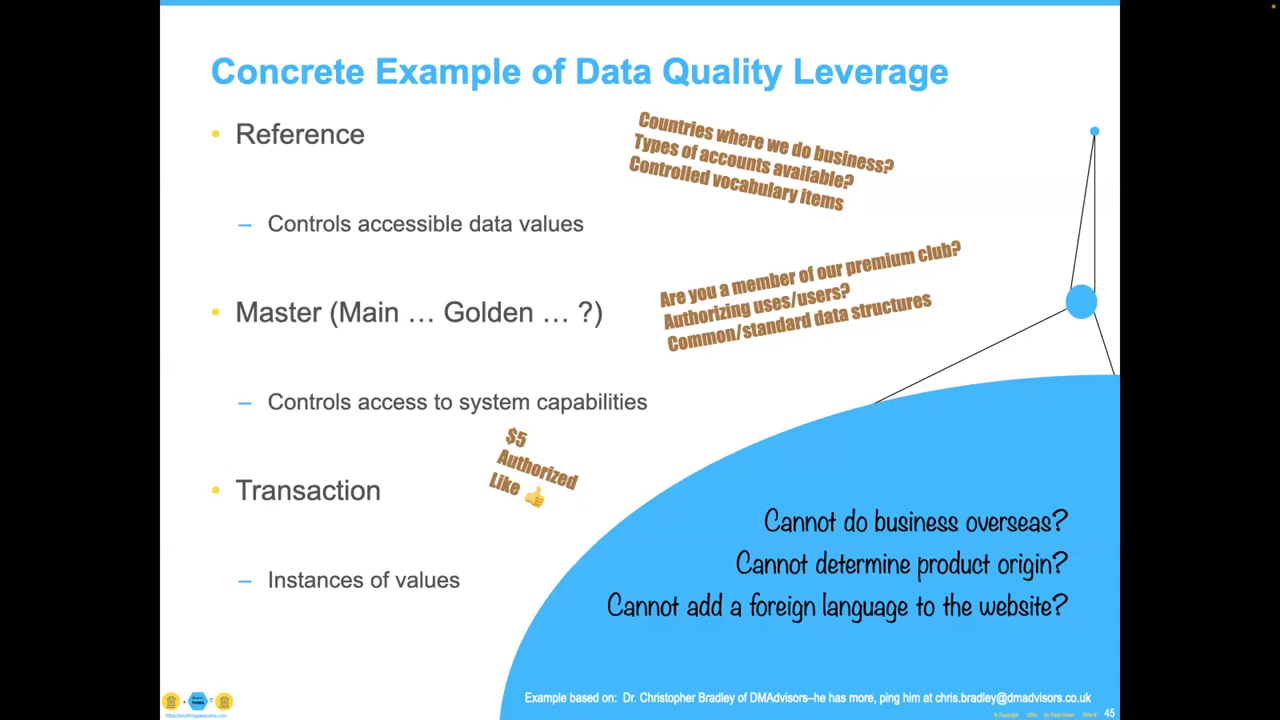 Concrete Example of Data Quality Leverage
• Reference
– Controls accessible data values
Countries where we do business?
Types of accounts available?
Controlled vocabulary items
• Master (Main … Golden … ?)
– Controls access to system capabilities
Are you a member of our premium club?
Authorizing uses/users?
Common/standard data structures
• Transaction
– Instances of values
$5
Authorized
Like 👍
Cannot do business overseas?
Cannot determine product origin?
Cannot add a foreign language to the website?
Example based on: Dr. Christopher Bradley of DMAdvisors–he has more, ping him at chris.bradley@dmadvisors.co.uk
45